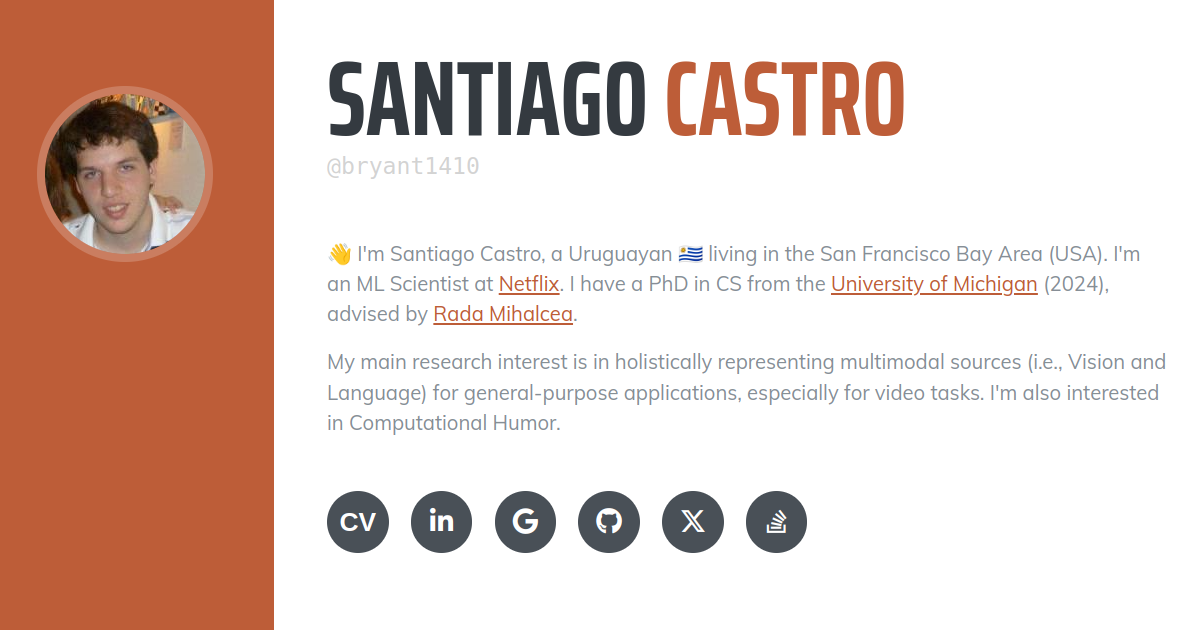 SANTIAGO CASTRO
@bryant1410
👋 I'm Santiago Castro, a Uruguayan 🇺🇾 living in the San Francisco Bay Area (USA). I'm
an ML Scientist at Netflix. I have a PhD in CS from the University of Michigan (2024),
advised by Rada Mihalcea.
My main research interest is in holistically representing multimodal sources (i.e., Vision and
Language) for general-purpose applications, especially for video tasks. I'm also interested
in Computational Humor.
CV in G X